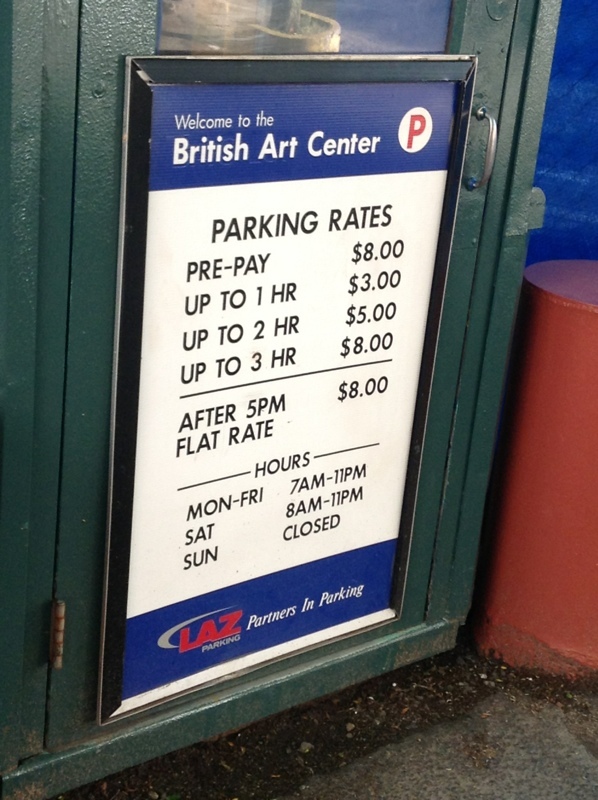 Welcome to the
British Art Center
P
PARKING RATES
PRE-PAY $8.00
UP TO 1 HR $3.00
UP TO 2 HR $5.00
UP TO 3 HR $8.00
AFTER 5PM $8.00
FLAT RATE
HOURS
MON-FRI 7AM-11PM
SAT 8AM-11PM
SUN CLOSED
LAZ PARKING Partners In Parking